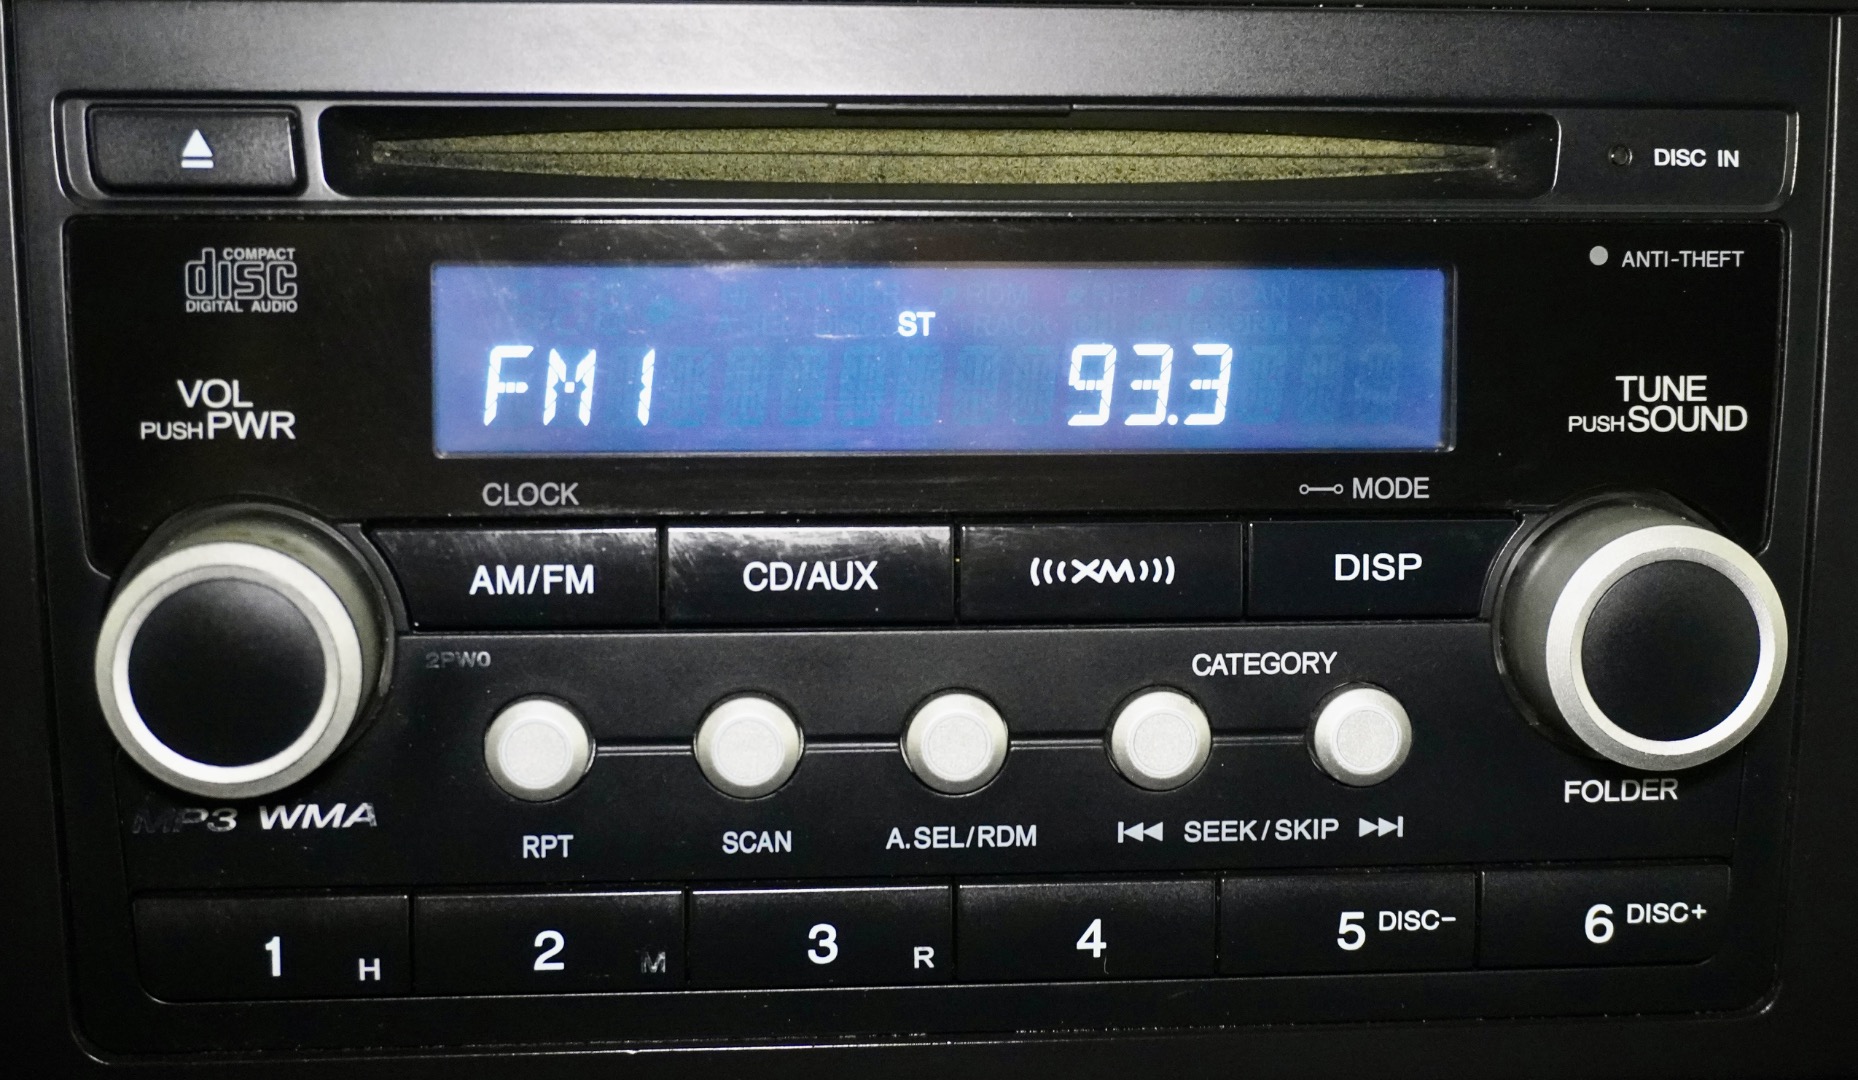 DISC IN
COMPACT
disc
DIGITAL AUDIO
ANTI-THEFT
ST
FM1 93.3
VOL
PUSH PWR
TUNE
PUSH SOUND
CLOCK
MODE
AM/FM CD/AUX (((XM))) DISP
2PW0
CATEGORY
MP3 WMA
FOLDER
RPT SCAN A.SEL/RDM SEEK/SKIP
1 H 2 M 3 R 4 5 DISC- 6 DISC+